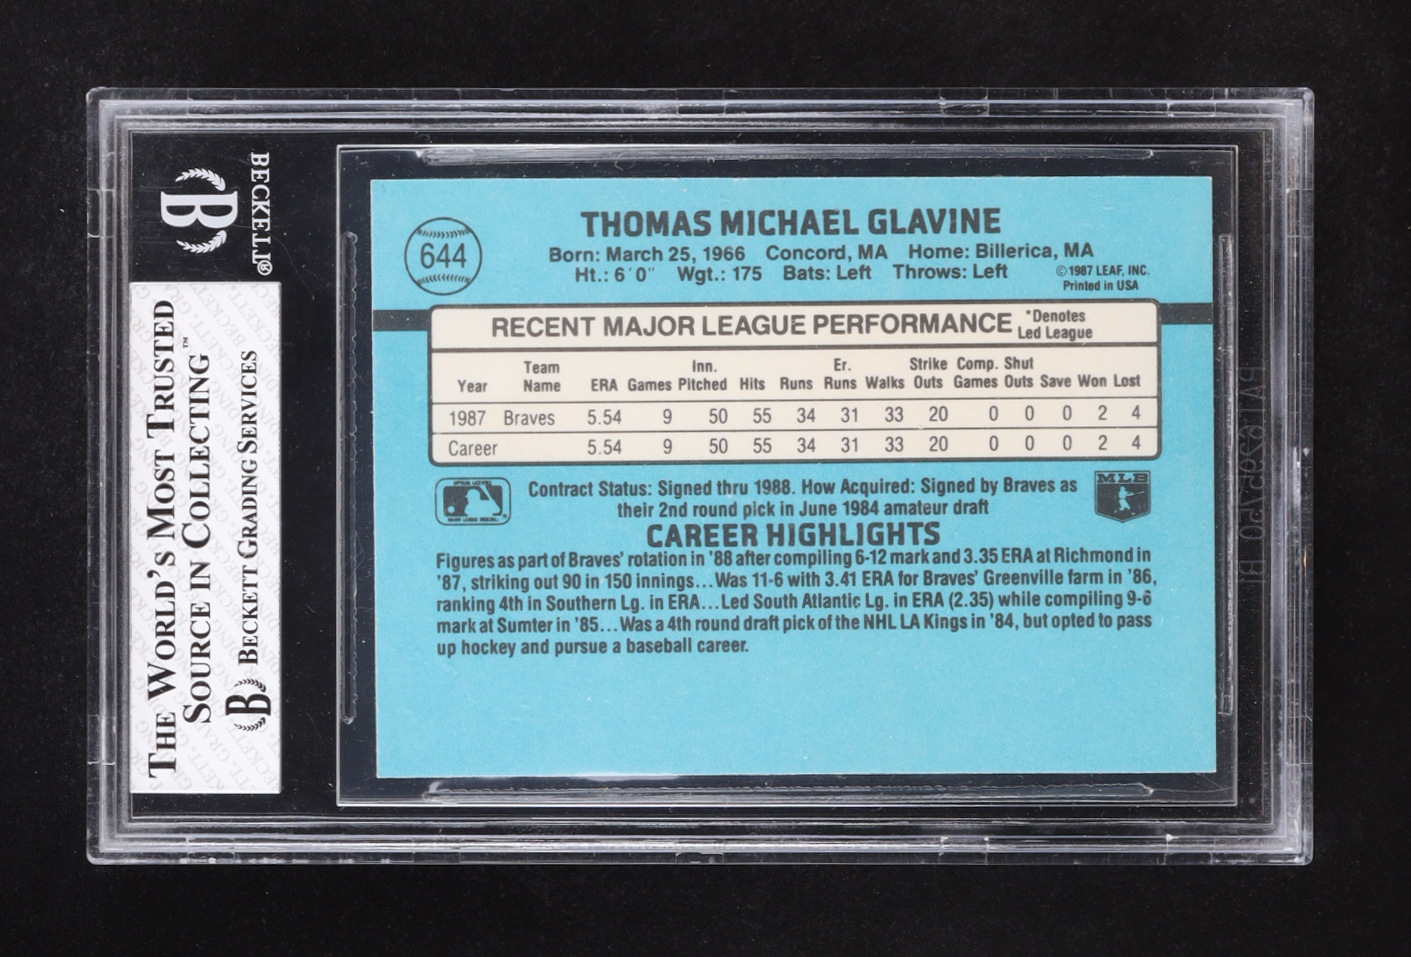 BECKETT®
B
THE WORLD'S MOST TRUSTED
SOURCE IN COLLECTING™
B BECKETT GRADING SERVICES
644
THOMAS MICHAEL GLAVINE
Born: March 25, 1966 Concord, MA Home: Billerica, MA
Ht.: 6'0" Wgt.: 175 Bats: Left Throws: Left
©1987 LEAF, INC.
Printed in USA
RECENT MAJOR LEAGUE PERFORMANCE *Denotes Led League
Year Team Name ERA Games Inn. Pitched Hits Runs Er. Runs Walks Strike Outs Comp. Games Shut Outs Save Won Lost
1987 Braves 5.54 9 50 55 34 31 33 20 0 0 0 2 4
Career 5.54 9 50 55 34 31 33 20 0 0 0 2 4
Contract Status: Signed thru 1988. How Acquired: Signed by Braves as
their 2nd round pick in June 1984 amateur draft
MLB
CAREER HIGHLIGHTS
Figures as part of Braves' rotation in '88 after compiling 6-12 mark and 3.35 ERA at Richmond in
'87, striking out 90 in 150 innings...Was 11-6 with 3.41 ERA for Braves' Greenville farm in '86,
ranking 4th in Southern Lg. in ERA...Led South Atlantic Lg. in ERA (2.35) while compiling 9-6
mark at Sumter in '85...Was a 4th round draft pick of the NHL LA Kings in '84, but opted to pass
up hockey and pursue a baseball career.